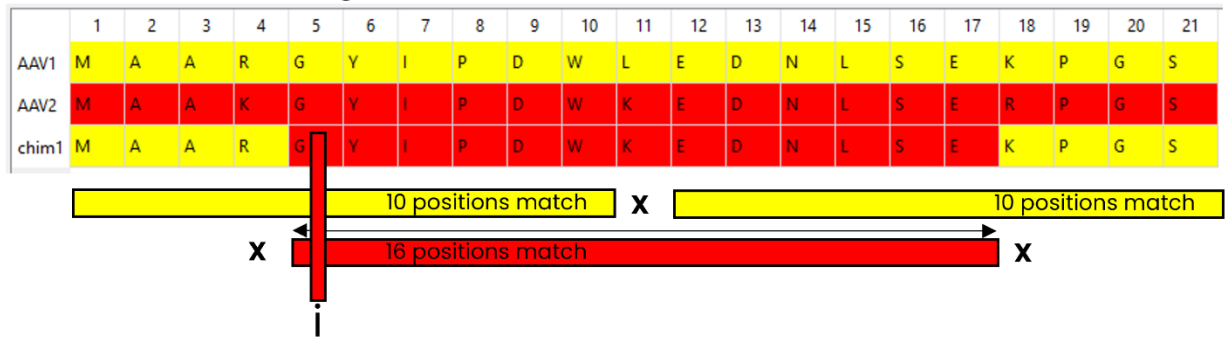 1 2 3 4 5 6 7 8 9 10 11 12 13 14 15 16 17 18 19 20 21
AAV1 M A A R G Y I P D W L E D N L S E K P G S
AAV2 M A A K G Y I P D W K E D N L S E R P G S
chim1 M A A R G Y I P D W K E D N L S E K P G S
10 positions match X 10 positions match
X 16 positions match X
i